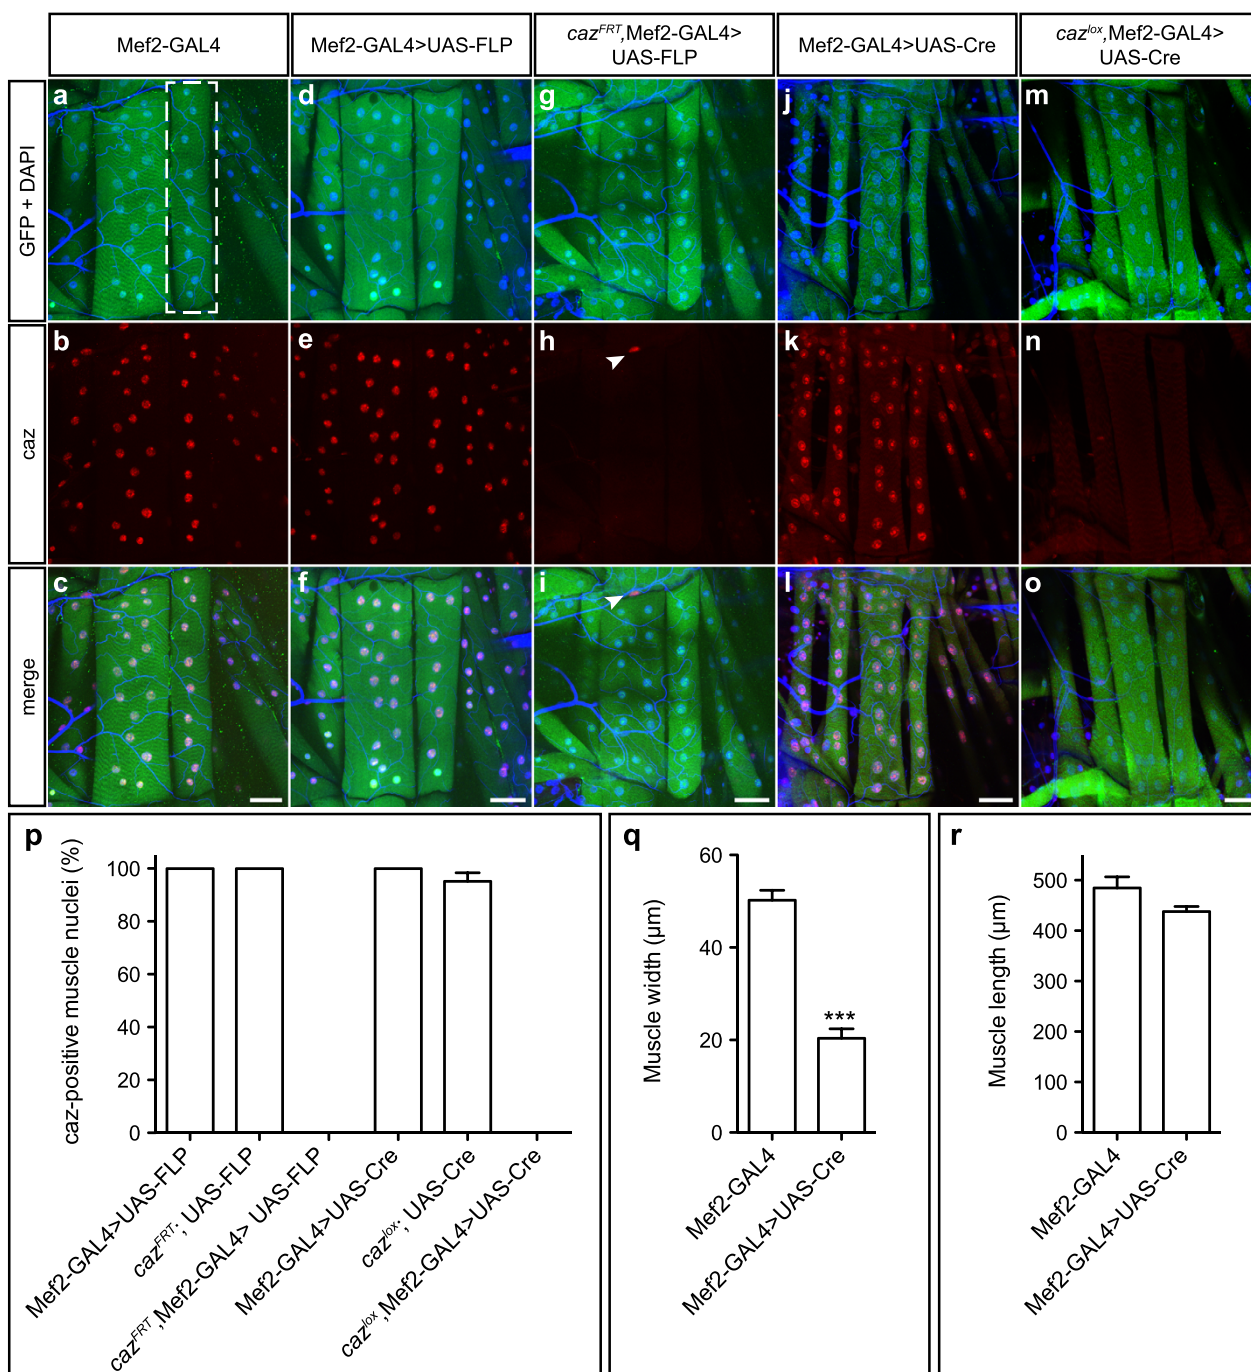 Mef2-GAL4
Mef2-GAL4>UAS-FLP
caz^FRT,Mef2-GAL4>
UAS-FLP
Mef2-GAL4>UAS-Cre
caz^lox,Mef2-GAL4>
UAS-Cre
GFP + DAPI
a
d
g
j
m
caz
b
e
h
k
n
merge
c
f
i
l
o
p
caz-positive muscle nuclei (%)
100
80
60
40
20
0
Mef2-GAL4>UAS-FLP
caz^FRT; UAS-FLP
caz^FRT,Mef2-GAL4> UAS-FLP
Mef2-GAL4>UAS-Cre
caz^lox; UAS-Cre
caz^lox,Mef2-GAL4>UAS-Cre
q
Muscle width (µm)
60
40
20
0
***
Mef2-GAL4
Mef2-GAL4>UAS-Cre
r
Muscle length (µm)
500
400
300
200
100
0
Mef2-GAL4
Mef2-GAL4>UAS-Cre